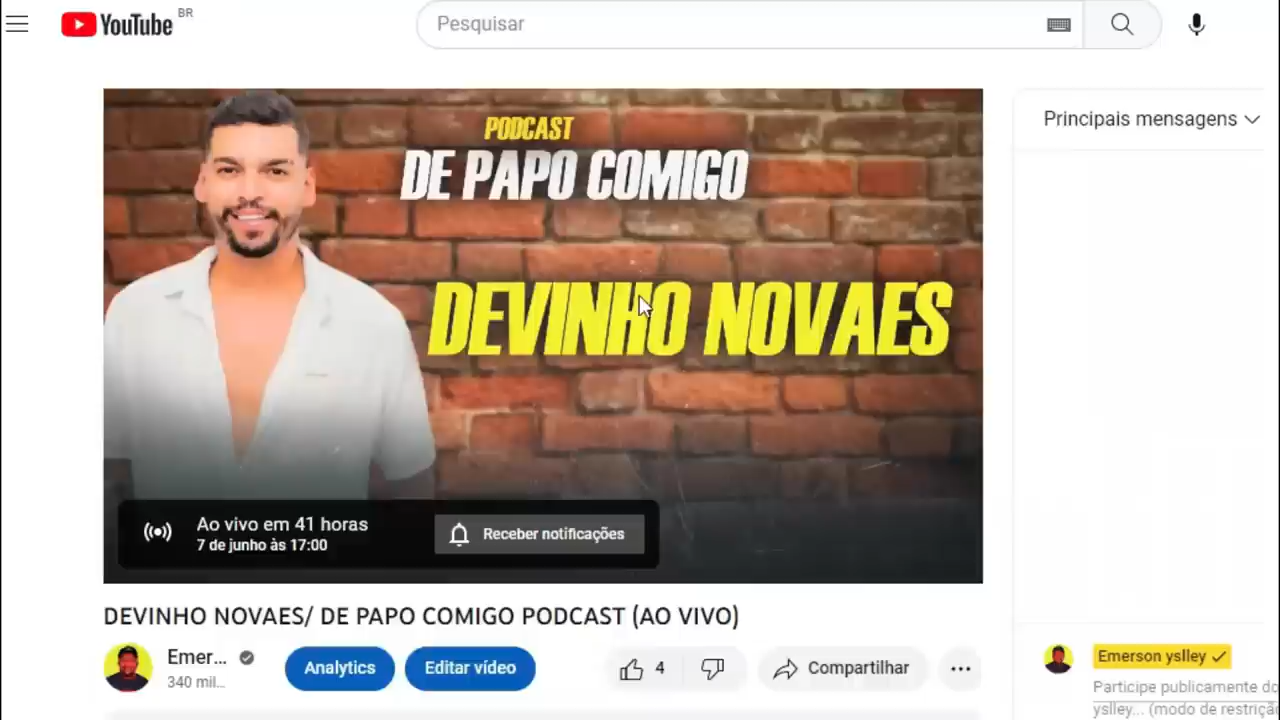 YouTube BR
Pesquisar
PODCAST
DE PAPO COMIGO
DEVINHO NOVAES
Ao vivo em 41 horas
7 de junho às 17:00
Receber notificações
DEVINHO NOVAES/ DE PAPO COMIGO PODCAST (AO VIVO)
Emer...
340 mil...
Analytics
Editar vídeo
4
Compartilhar
Principais mensagens
Emerson yslley
Participe publicamente do
yslley... (modo de restriçã